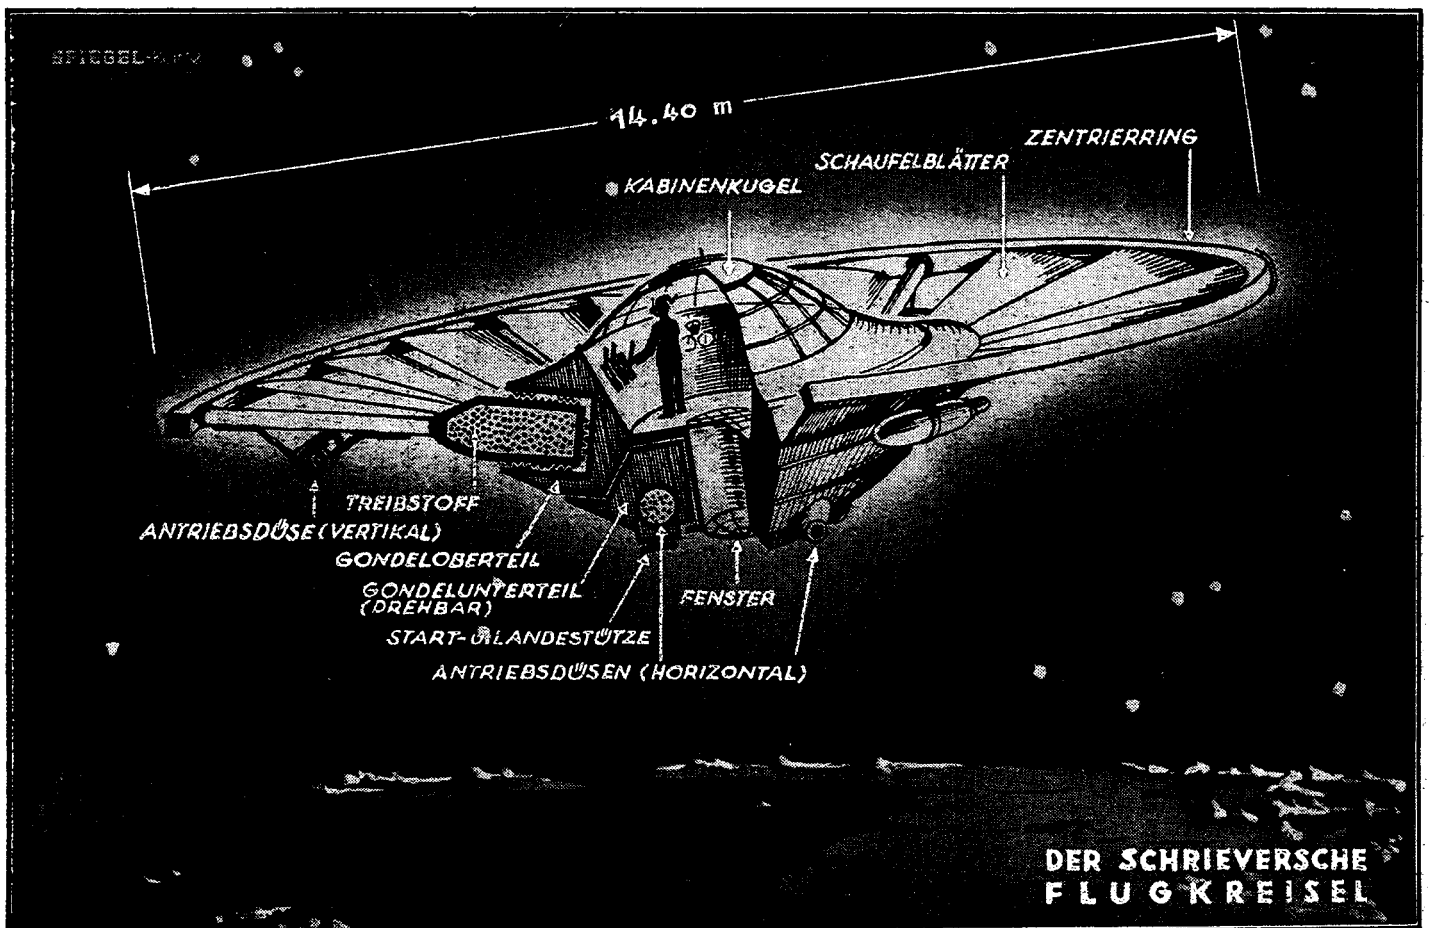 14.40 m
ZENTRIERRING
SCHAUFELBLÄTTER
KABINENKUGEL
TREIBSTOFF
ANTRIEBSDÜSE (VERTIKAL)
GONDELOBERTEIL
GONDELUNTERTEIL
(DREHBAR)
FENSTER
START-U.LANDESTÜTZE
ANTRIEBSDÜSEN (HORIZONTAL)
DER SCHRIEVERSCHE
FLUGKREISEL